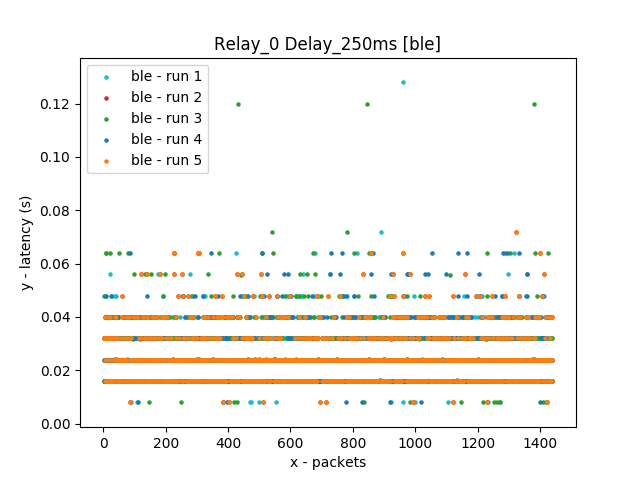 Relay_0 Delay_250ms [ble]
ble - run 1
ble - run 2
ble - run 3
ble - run 4
ble - run 5
0.12
0.10
0.08
0.06
0.04
0.02
0.00
y - latency (s)
0 200 400 600 800 1000 1200 1400
x - packets